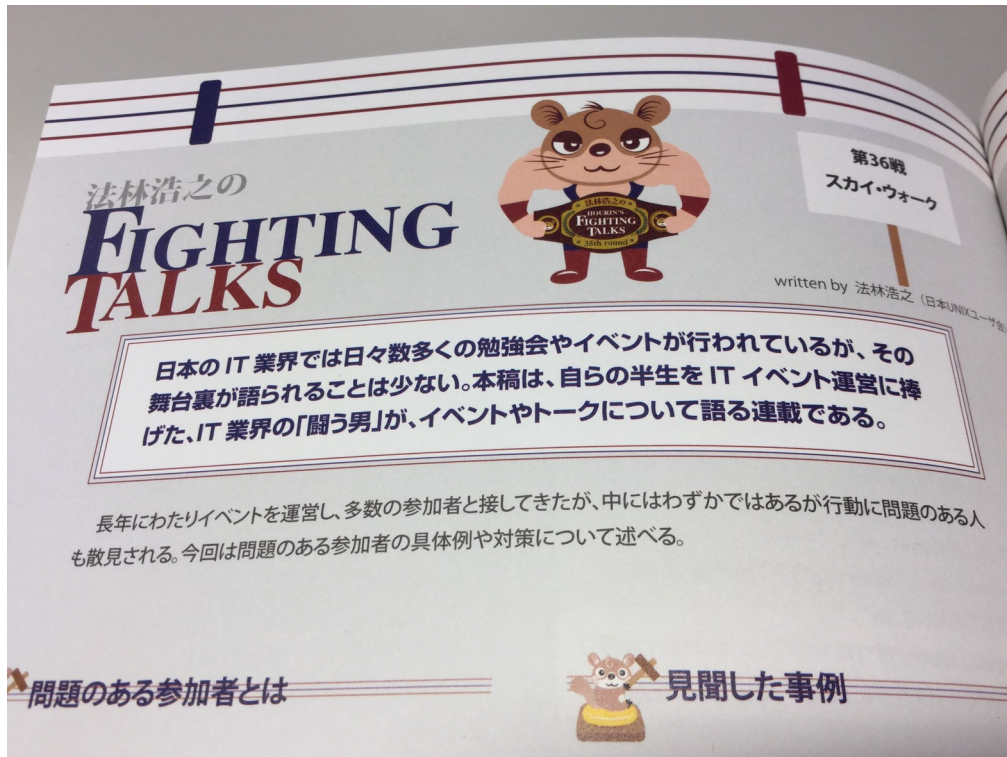 法林浩之の
FIGHTING
TALKS
法林浩之の
HOURIN'S
FIGHTING
TALKS
35th round
第36戦
スカイ・ウォーク
written by 法林浩之（日本UNIXユーザ会
日本の IT 業界では日々数多くの勉強会やイベントが行われているが、その
舞台裏が語られることは少ない。本稿は、自らの半生を IT イベント運営に捧
げた、IT 業界の「闘う男」が、イベントやトークについて語る連載である。
長年にわたりイベントを運営し、多数の参加者と接してきたが、中にはわずかではあるが行動に問題のある人
も散見される。今回は問題のある参加者の具体例や対策について述べる。
問題のある参加者とは
見聞した事例